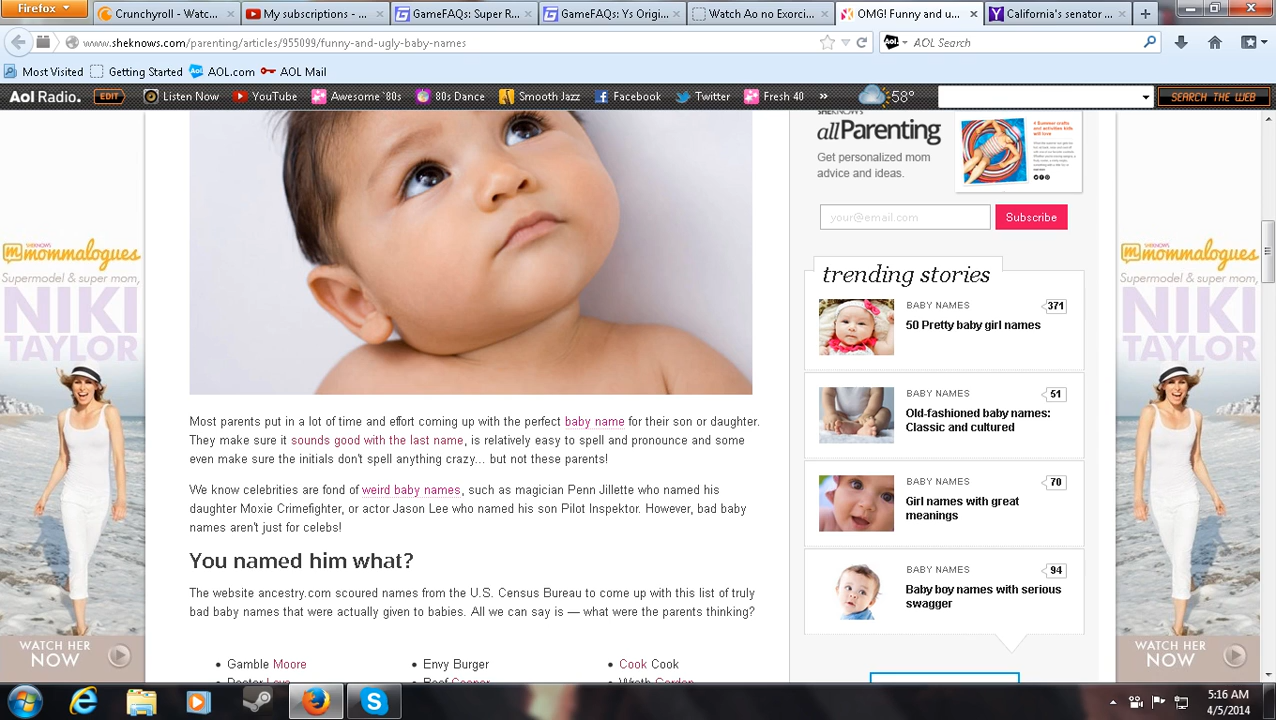 Firefox
Crunchyroll - Watc...
My subscriptions - ...
GameFAQs: Super R...
GameFAQs: Ys Origi...
Watch Ao no Exorci...
OMG! Funny and u...
California's senator ...
www.sheknows.com/parenting/articles/955099/funny-and-ugly-baby-names
AOL Search
Most Visited
Getting Started
AOL.com
AOL Mail
Aol Radio.
EDIT
Listen Now
YouTube
Awesome `80s
80s Dance
Smooth Jazz
Facebook
Twitter
Fresh 40
58°
SEARCH THE WEB
SHEKNOWS
allParenting
Get personalized mom
advice and ideas.
your@email.com
Subscribe
SHEKNOWS
mommalogues
Supermodel & super mom,
NIKI
TAYLOR
WATCH HER
NOW
Most parents put in a lot of time and effort coming up with the perfect baby name for their son or daughter.
They make sure it sounds good with the last name, is relatively easy to spell and pronounce and some
even make sure the initials don't spell anything crazy... but not these parents!
We know celebrities are fond of weird baby names, such as magician Penn Jillette who named his
daughter Moxie Crimefighter, or actor Jason Lee who named his son Pilot Inspektor. However, bad baby
names aren't just for celebs!
You named him what?
The website ancesty.com scoured names from the U.S. Census Bureau to come up with this list of truly
bad baby names that were actually given to babies. All we can say is — what were the parents thinking?
• Gamble Moore
• Envy Burger
• Cook Cook
trending stories
BABY NAMES
371
50 Pretty baby girl names
BABY NAMES
51
Old-fashioned baby names:
Classic and cultured
BABY NAMES
70
Girl names with great
meanings
BABY NAMES
94
Baby boy names with serious
swagger
SHEKNOWS
mommalogues
Supermodel & super mom,
NIKI
TAYLOR
WATCH HER
NOW
5:16 AM
4/5/2014